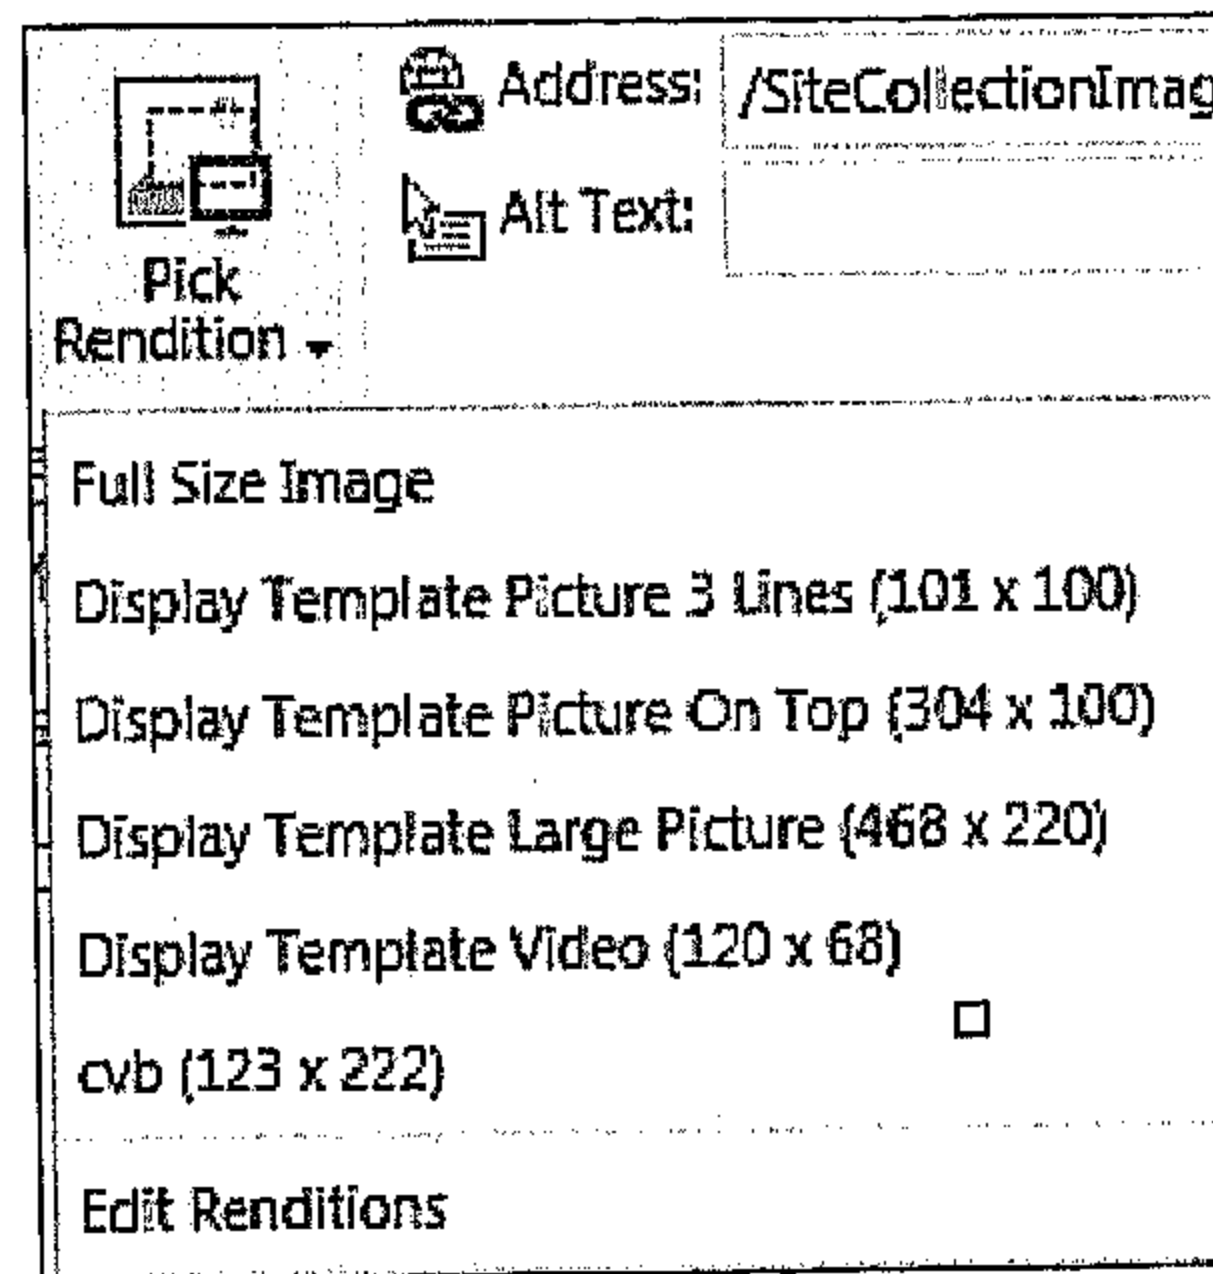 Address: /SiteCollectionImag
Alt Text:
Pick
Rendition
Full Size Image
Display Template Picture 3 Lines (101 x 100)
Display Template Picture On Top (304 x 100)
Display Template Large Picture (468 x 220)
Display Template Video (120 x 68)
cvb (123 x 222)
Edit Renditions